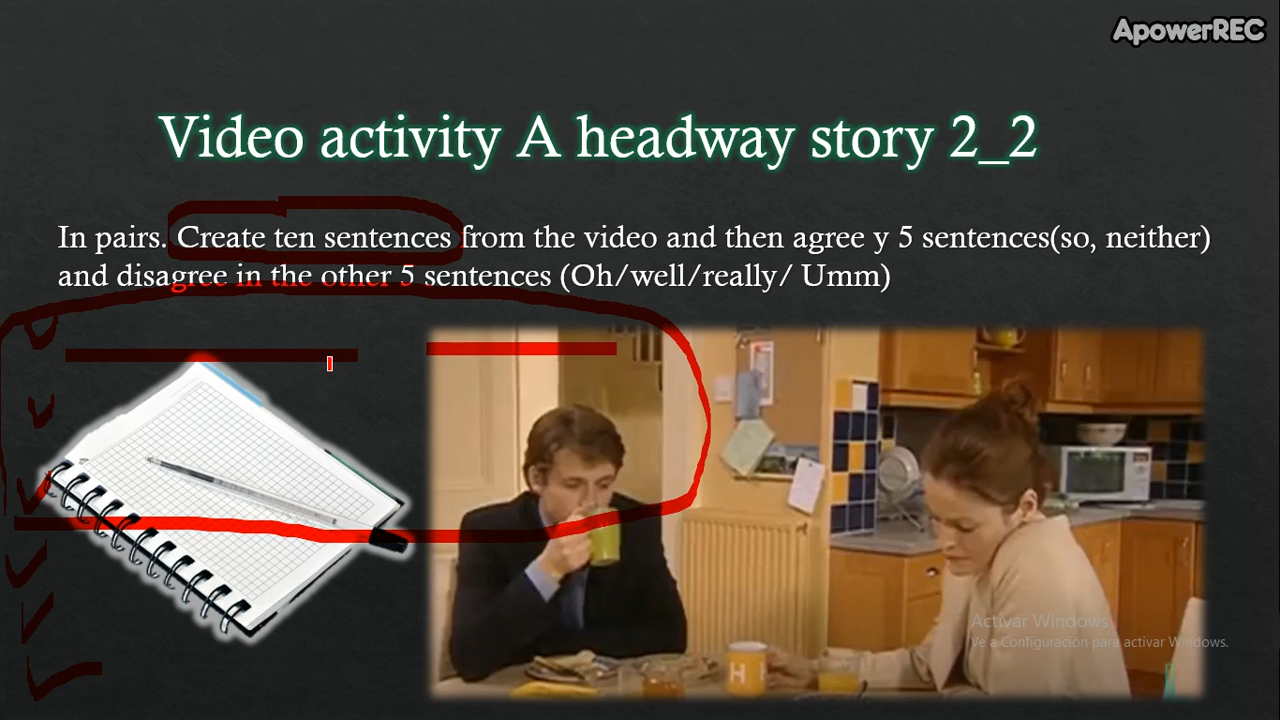 ApowerREC
Video activity A headway story 2_2
In pairs. Create ten sentences from the video and then agree y 5 sentences(so, neither)
and disagree in the other 5 sentences (Oh/well/really/ Umm)
H
Activar Windows
Ve a Configuración para activar Windows.